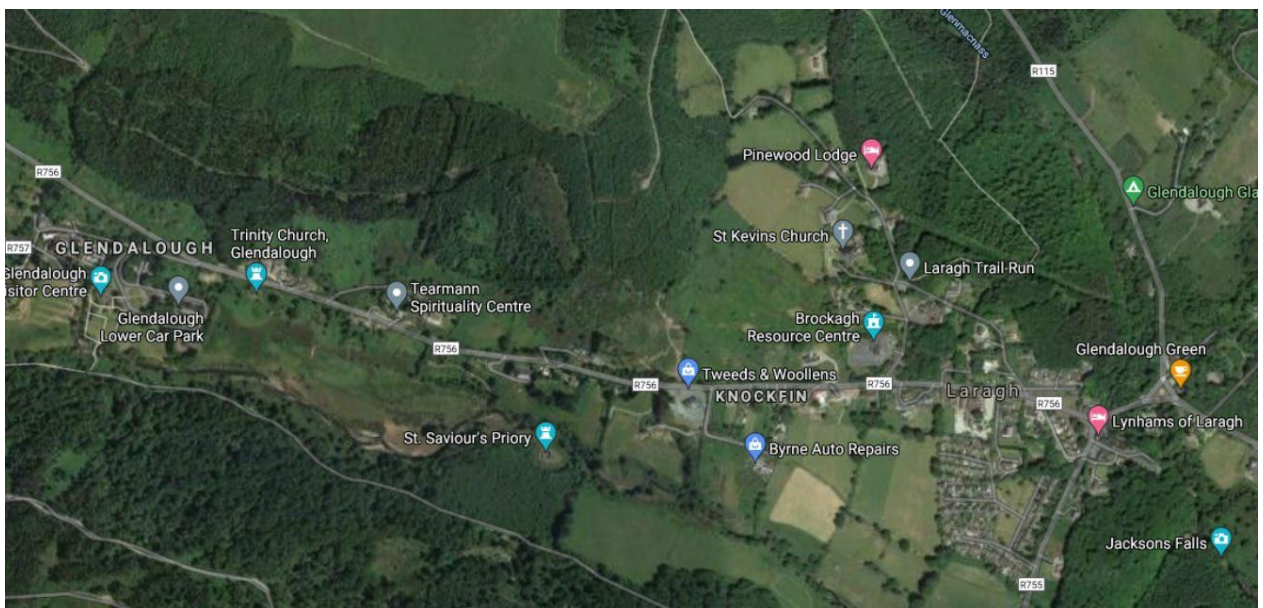 Glenmacnass
R115
Pinewood Lodge
R756
Glendalough Gla
St Kevins Church
Trinity Church,
Glendalough
R757
GLENDALOUGH
Laragh Trail Run
Glendalough
isitor Centre
Tearmann
Spirituality Centre
Glendalough
Lower Car Park
Brockagh
Resource Centre
R756
Glendalough Green
Tweeds & Woollens
R756
R756
KNOCKFIN
Laragh
R756
Lynhams of Laragh
St. Saviour's Priory
Byrne Auto Repairs
Jacksons Falls
R755